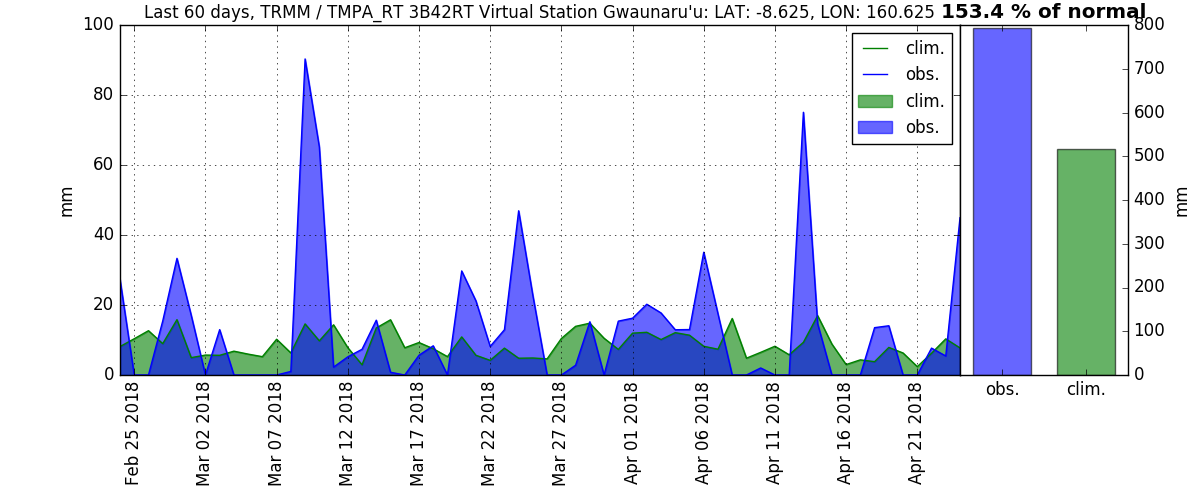 Last 60 days, TRMM / TMPA_RT 3B42RT Virtual Station Gwaunaru'u: LAT: -8.625, LON: 160.625 153.4 % of normal
100
80
60
40
20
0
mm
clim.
obs.
clim.
obs.
800
700
600
500
400
300
200
100
0
mm
Feb 25 2018
Mar 02 2018
Mar 07 2018
Mar 12 2018
Mar 17 2018
Mar 22 2018
Mar 27 2018
Apr 01 2018
Apr 06 2018
Apr 11 2018
Apr 16 2018
Apr 21 2018
obs.
clim.